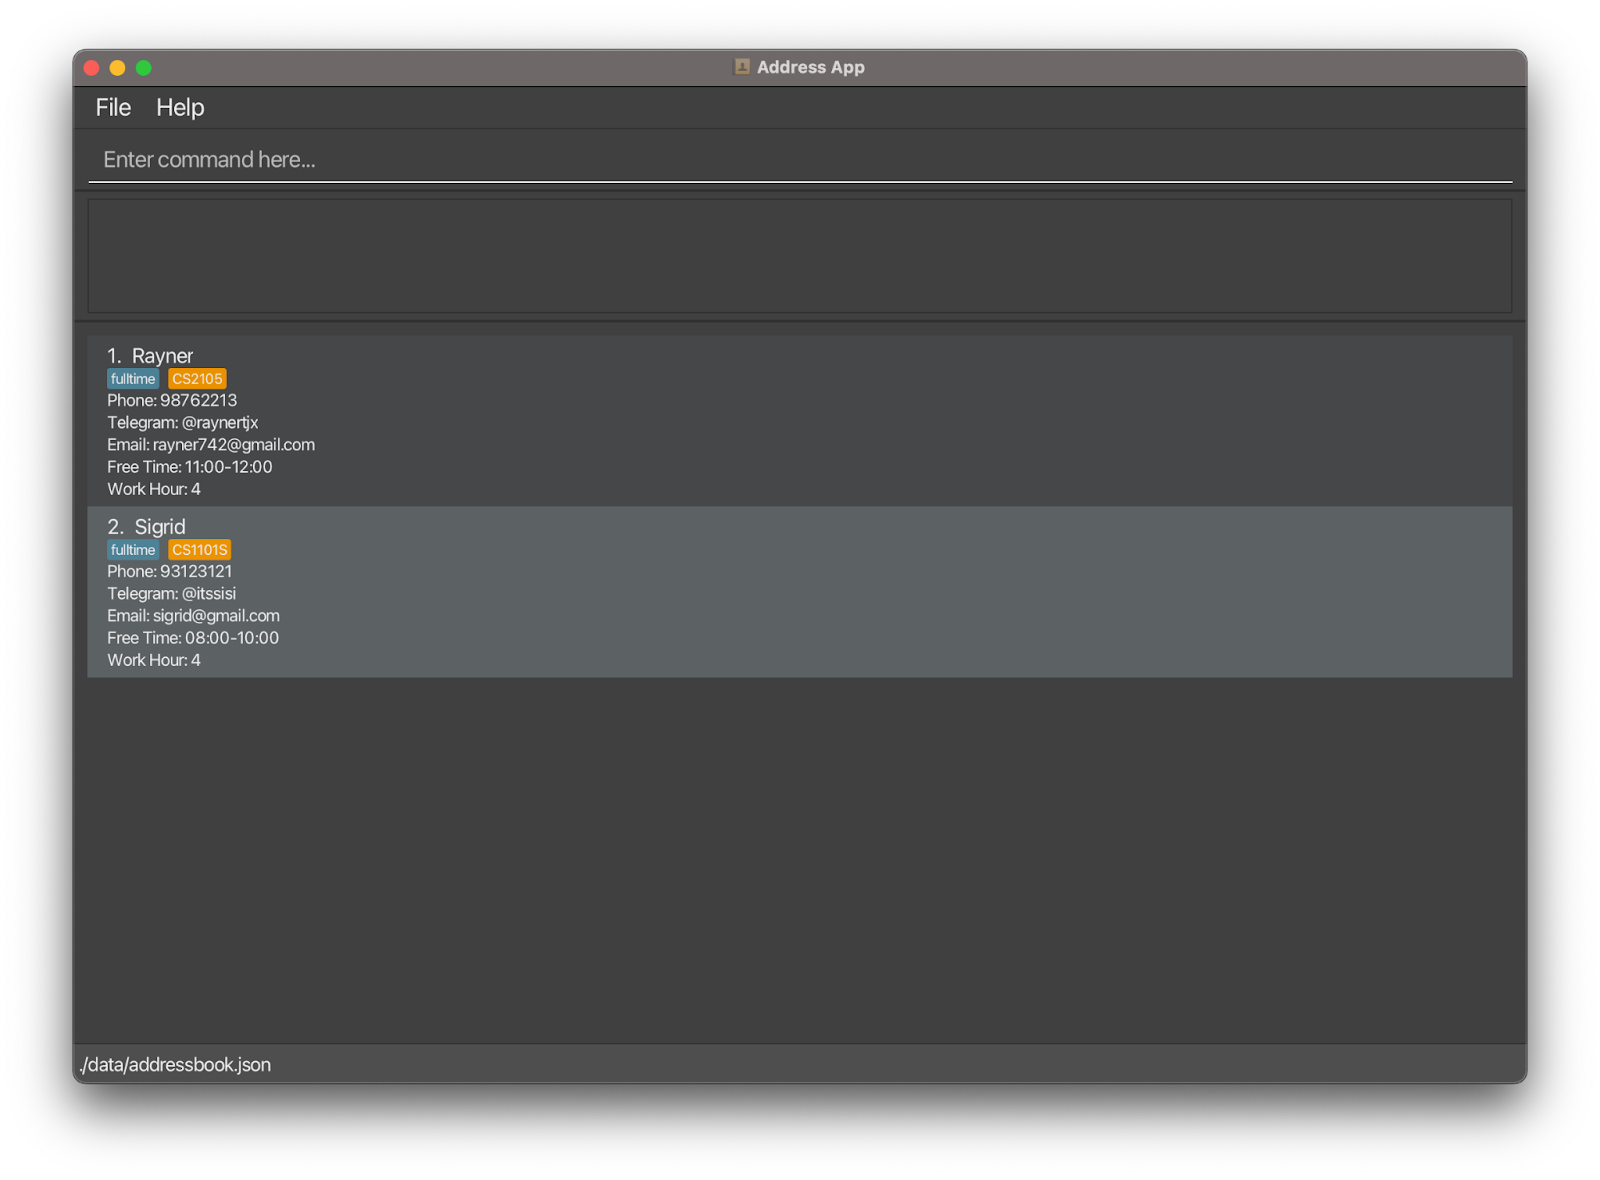 Address App
File Help
Enter command here...
1. Rayner
fulltime CS2105
Phone: 98762213
Telegram: @raynertjx
Email: rayner742@gmail.com
Free Time: 11:00-12:00
Work Hour: 4
2. Sigrid
fulltime CS1101S
Phone: 93123121
Telegram: @itssisi
Email: sigrid@gmail.com
Free Time: 08:00-10:00
Work Hour: 4
./data/addressbook.json